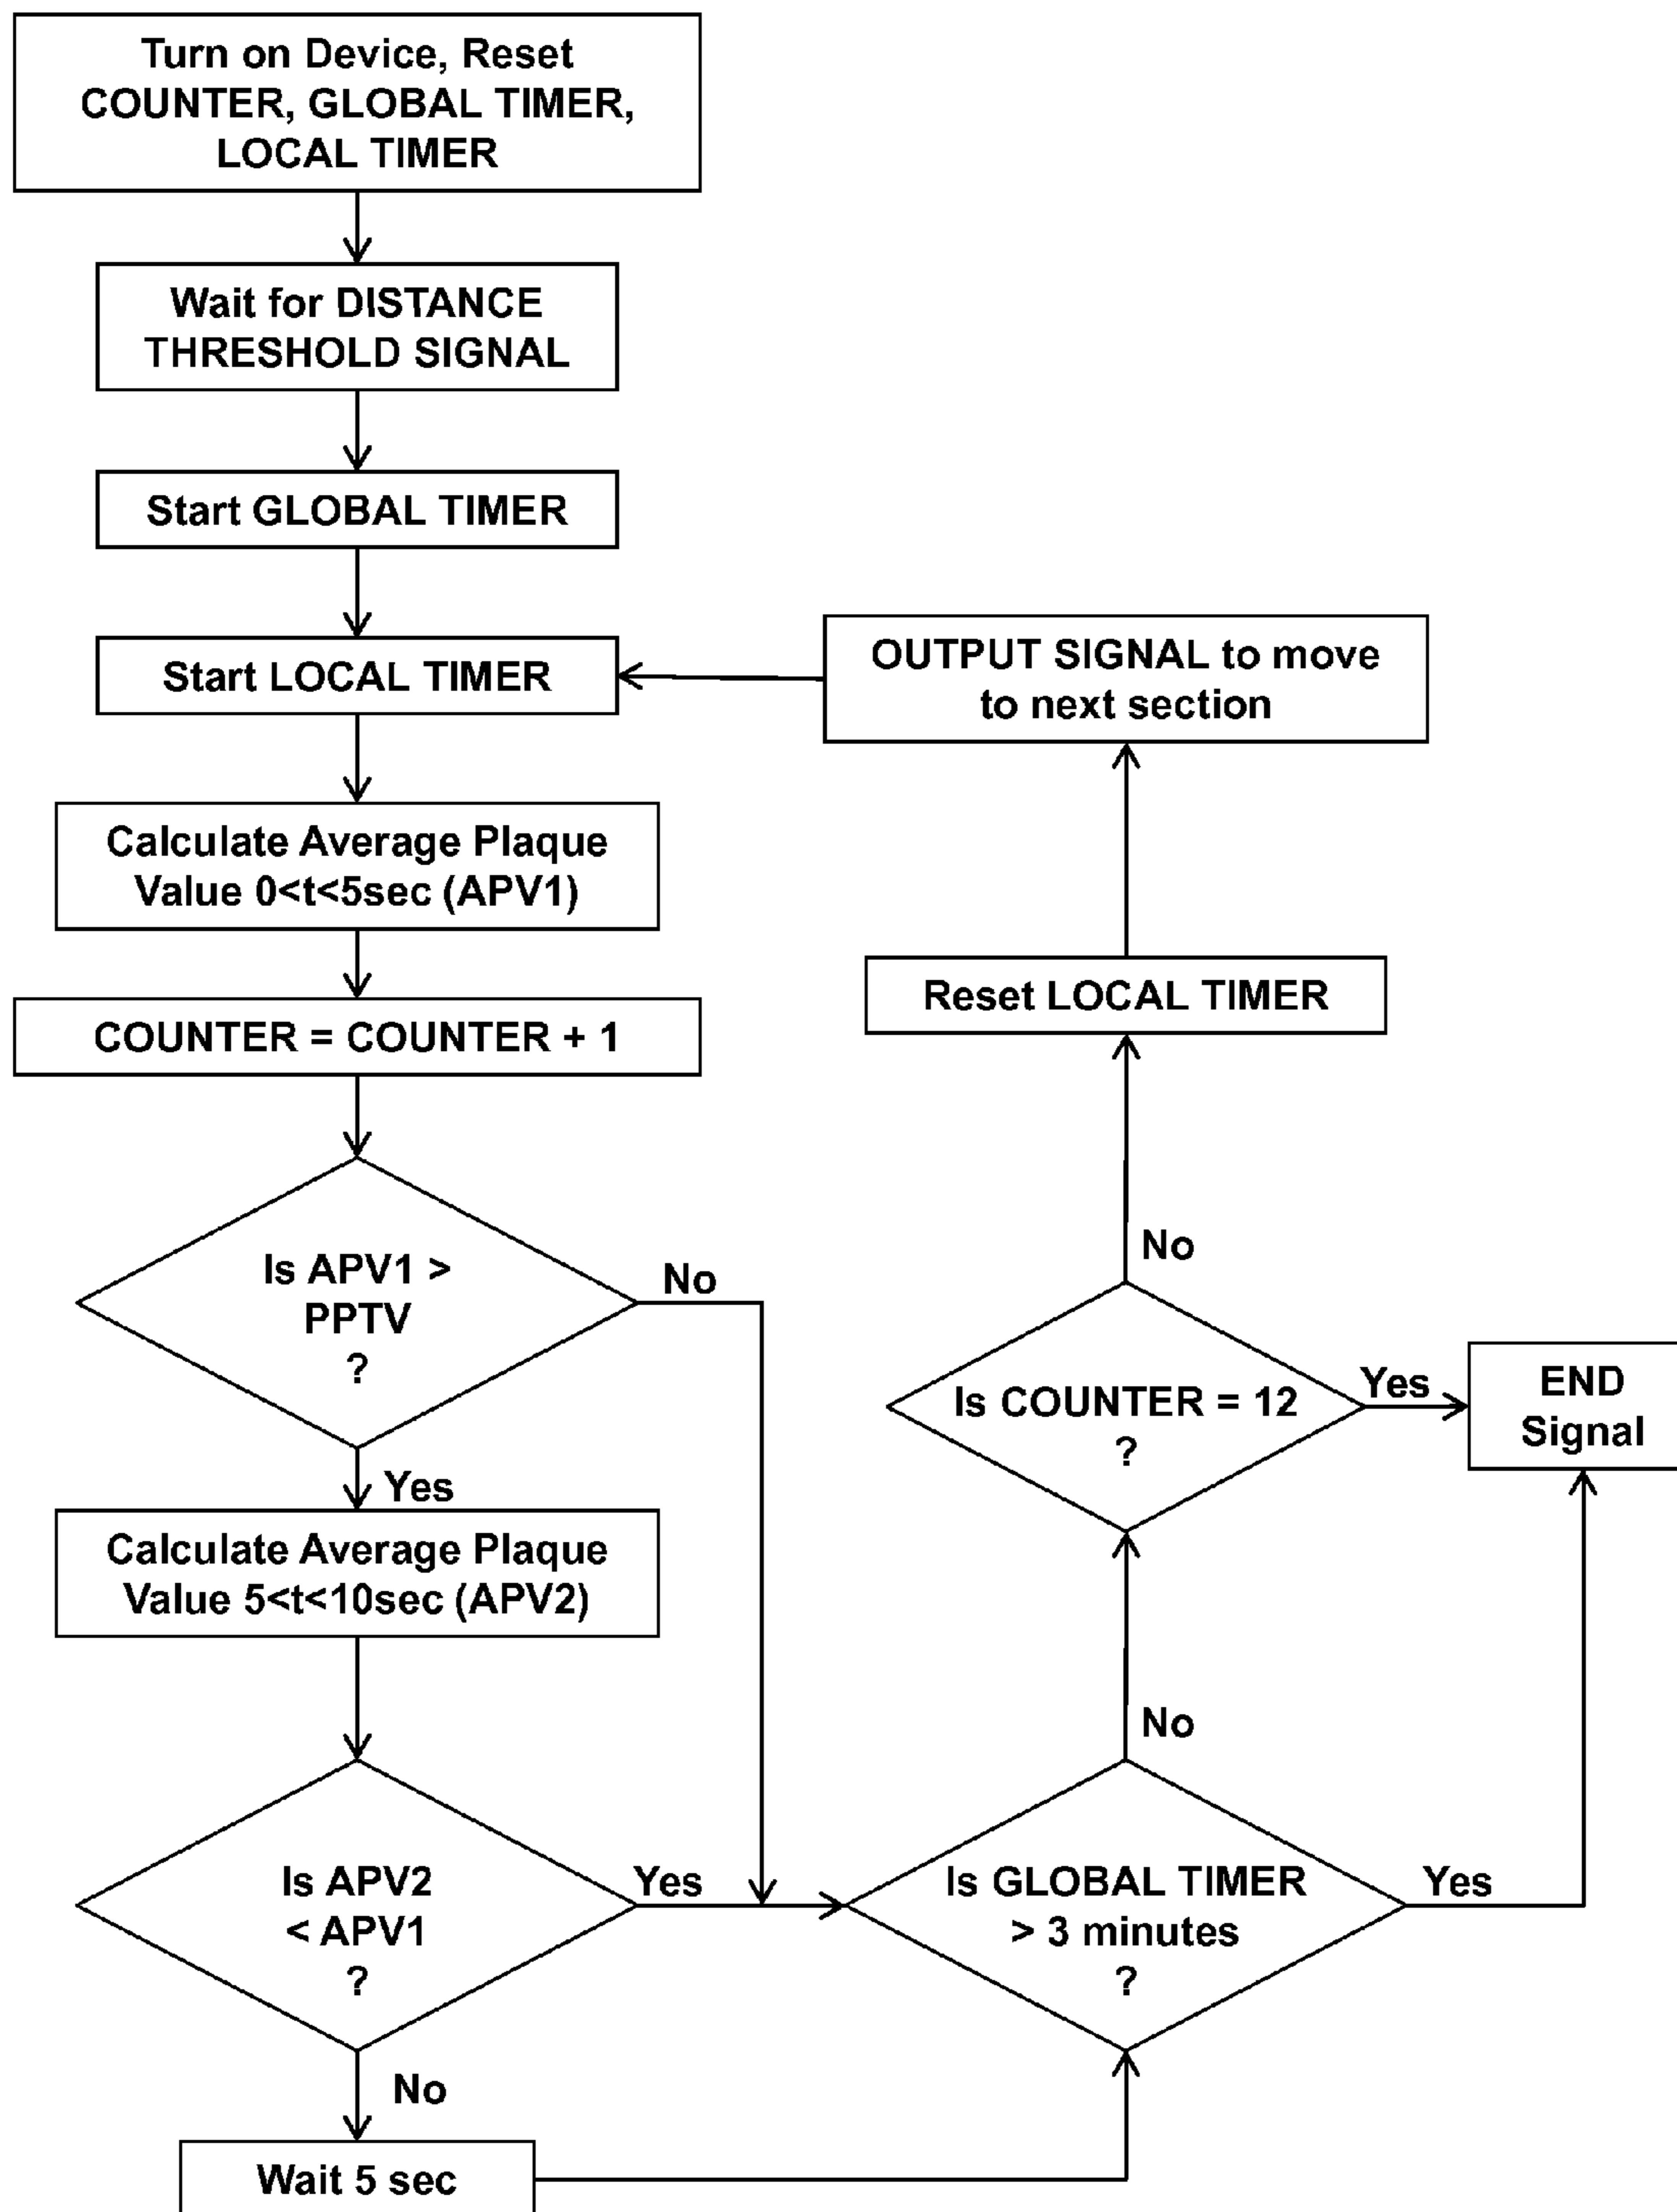 Turn on Device, Reset
COUNTER, GLOBAL TIMER,
LOCAL TIMER
Wait for DISTANCE
THRESHOLD SIGNAL
Start GLOBAL TIMER
Start LOCAL TIMER
OUTPUT SIGNAL to move
to next section
Calculate Average Plaque
Value 0<t<5sec (APV1)
Reset LOCAL TIMER
COUNTER = COUNTER + 1
Is APV1 >
PPTV
?
No
Yes
No
Is COUNTER = 12
?
Yes
END
Signal
Calculate Average Plaque
Value 5<t<10sec (APV2)
No
Is APV2
< APV1
?
Yes
Is GLOBAL TIMER
> 3 minutes
?
Yes
No
Wait 5 sec